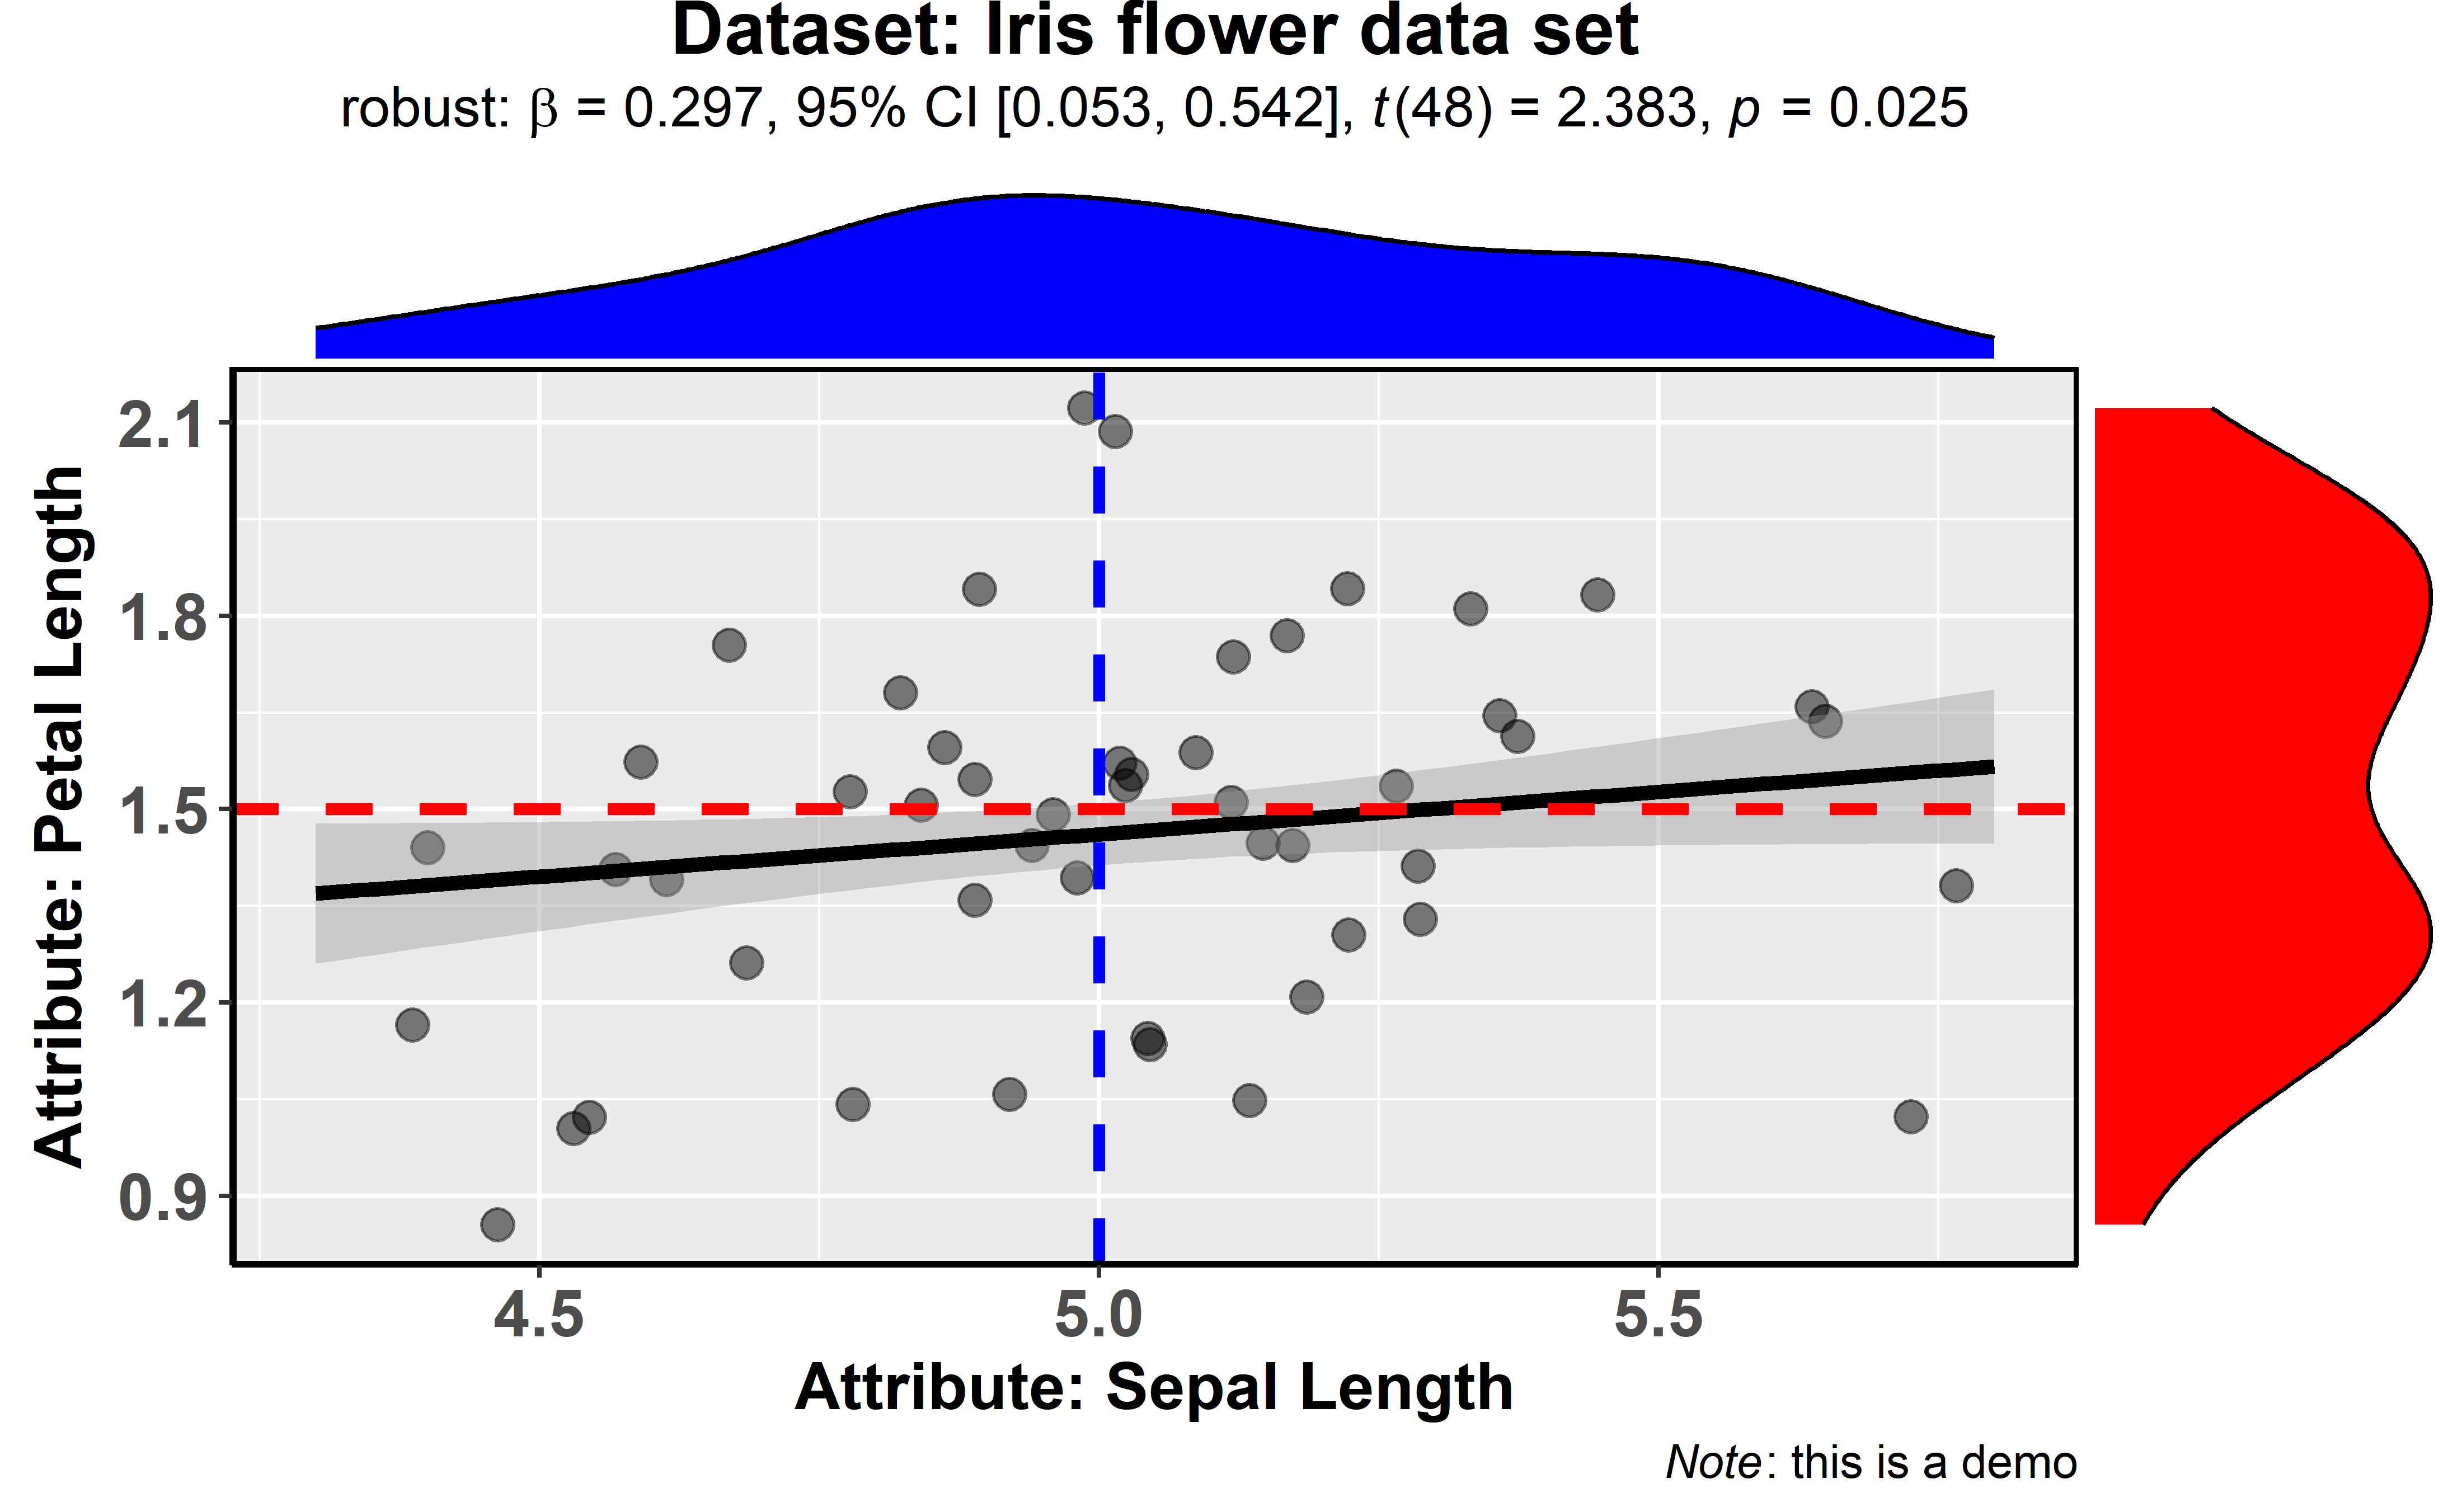 Dataset: Iris flower data set
robust: β = 0.297, 95% CI [0.053, 0.542], t(48) = 2.383, p = 0.025
2.1
1.8
1.5
1.2
0.9
Attribute: Petal Length
4.5 5.0 5.5
Attribute: Sepal Length
Note: this is a demo